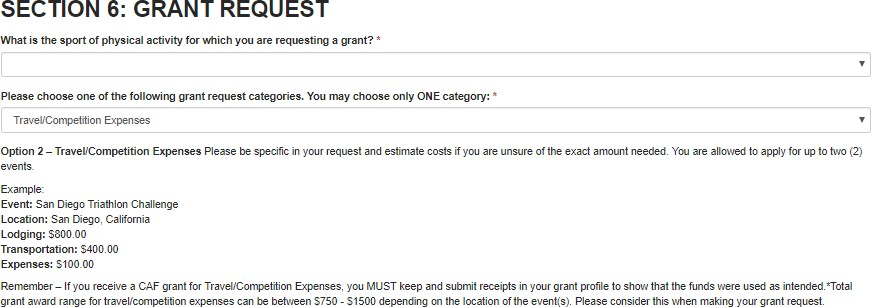 SECTION 6: GRANT REQUEST
What is the sport of physical activity for which you are requesting a grant? *
Please choose one of the following grant request categories. You may choose only ONE category: *
Travel/Competition Expenses
Option 2 – Travel/Competition Expenses Please be specific in your request and estimate costs if you are unsure of the exact amount needed. You are allowed to apply for up to two (2)
events.
Example:
Event: San Diego Triathlon Challenge
Location: San Diego, California
Lodging: $800.00
Transportation: $400.00
Expenses: $100.00
Remember – If you receive a CAF grant for Travel/Competition Expenses, you MUST keep and submit receipts in your grant profile to show that the funds were used as intended.*Total
grant award range for travel/competition expenses can be between $750 - $1500 depending on the location of the event(s). Please consider this when making your grant request.